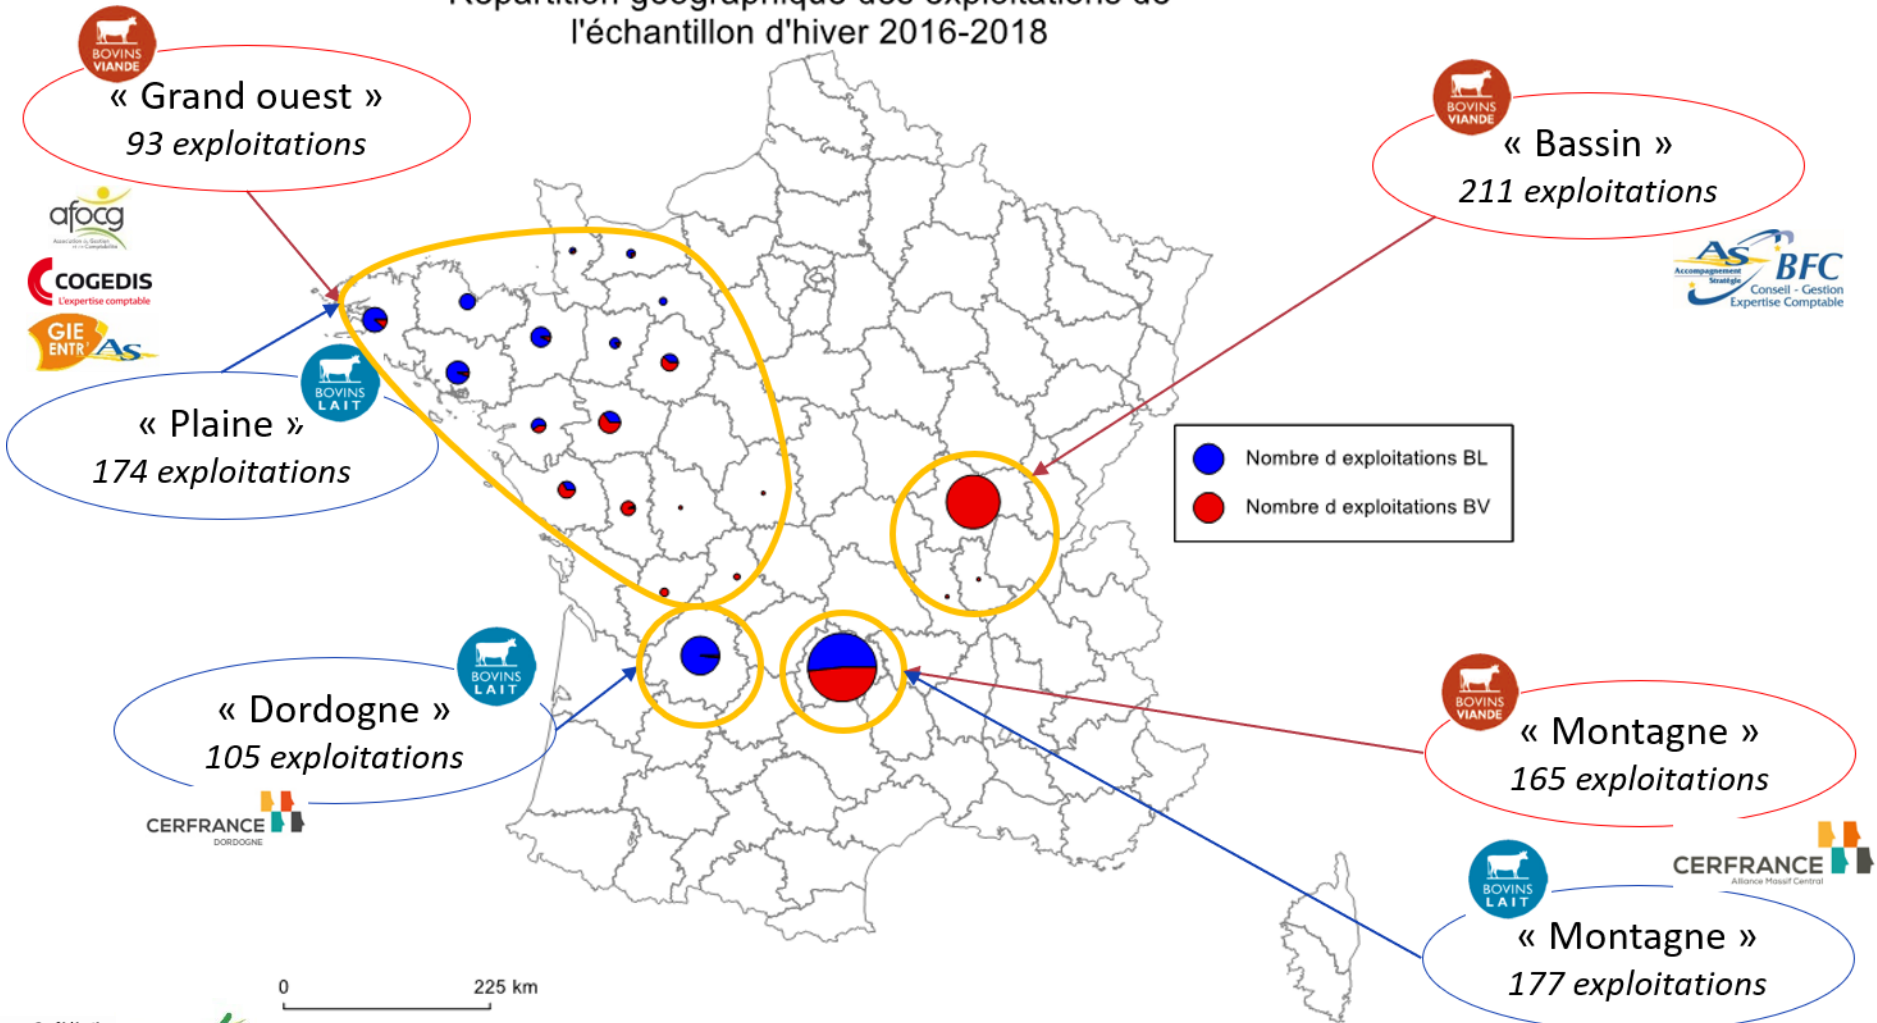 Répartition géographique des exploitations de
l'échantillon d'hiver 2016-2018
BOVINS
VIANDE
« Grand ouest »
93 exploitations
afocg
COGEDIS
L'expertise comptable
GIE
ENTR'AS
BOVINS
LAIT
« Plaine »
174 exploitations
BOVINS
VIANDE
« Bassin »
211 exploitations
AS BFC
Accompagnement
Stratégie
Conseil - Gestion
Expertise Comptable
Nombre d exploitations BL
Nombre d exploitations BV
BOVINS
LAIT
« Dordogne »
105 exploitations
CERFRANCE
DORDOGNE
BOVINS
VIANDE
« Montagne »
165 exploitations
CERFRANCE
Alliance Massif Central
BOVINS
LAIT
« Montagne »
177 exploitations
0 225 km